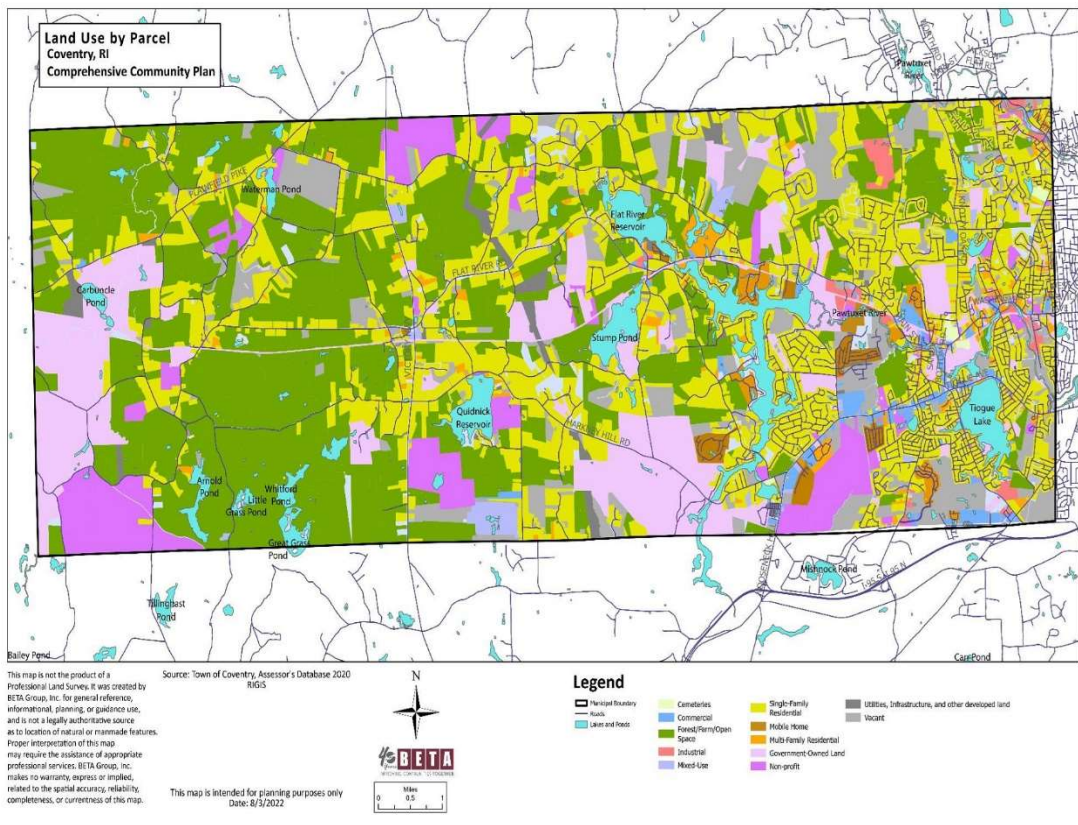 Land Use by Parcel
Coventry, RI
Comprehensive Community Plan
Pawtuxet
River
PLAINFIELD PIKE
Waterman Pond
Flat River
Reservoir
FLAT RIVER RD
Carbuncle
Pond
Pawtuxet River
Stump Pond
Quidnick
Reservoir
HARKNEY HILL RD
Tiogue
Lake
Arnold
Pond
Whitford
Pond
Little
Grass Pond
Great Grass
Pond
Mishnock Pond
I-95 S & I-95 N
Tillinghast
Pond
Bailey Pond
Carr Pond
This map is not the product of a
Professional Land Survey. It was created by
BETA Group, Inc. for general reference,
informational, planning, or guidance use,
and is not a legally authoritative source
as to location of natural or manmade features.
Proper interpretation of this map
may require the assistance of appropriate
professional services. BETA Group, Inc.
makes no warranty, express or implied,
related to the spatial accuracy, reliability,
completeness, or currentness of this map.
Source: Town of Coventry, Assessor's Database 2020
RIGIS
This map is intended for planning purposes only
Date: 8/3/2022
N
BETA
Miles
0 0.5 1
Legend
Municipal Boundary
Roads
Lakes and Ponds
Cemeteries
Commercial
Forest/Farm/Open
Space
Industrial
Mixed-Use
Single-Family
Residential
Mobile Home
Multi-Family Residential
Government-Owned Land
Non-profit
Utilities, Infrastructure, and other developed land
Vacant